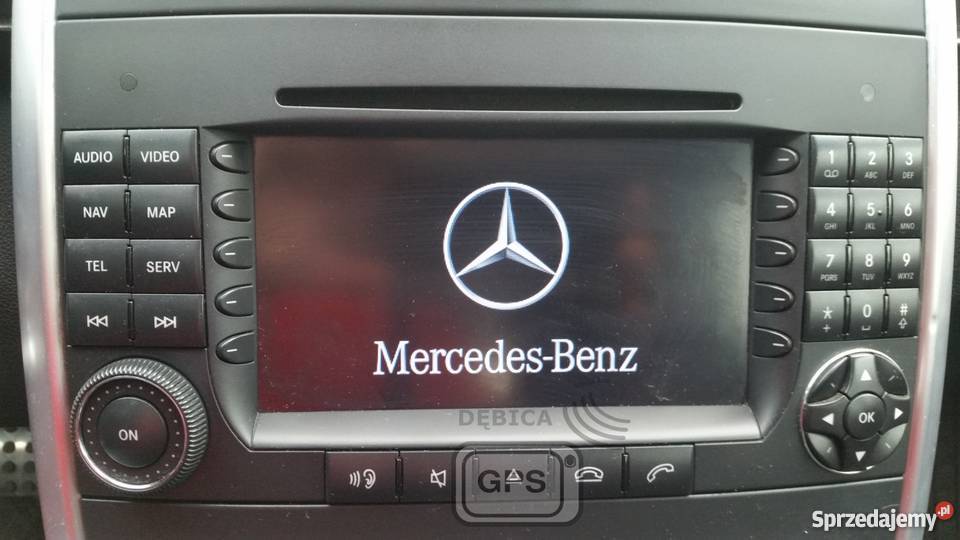 AUDIO VIDEO
NAV MAP
TEL SERV
ON
Mercedes-Benz
1 2 ABC 3 DEF
4 GHI 5 JKL 6 MNO
7 PQRS 8 TUV 9 WXYZ
* + 0 #
OK
DĘBICA
GPS
Sprzedajemy.pl